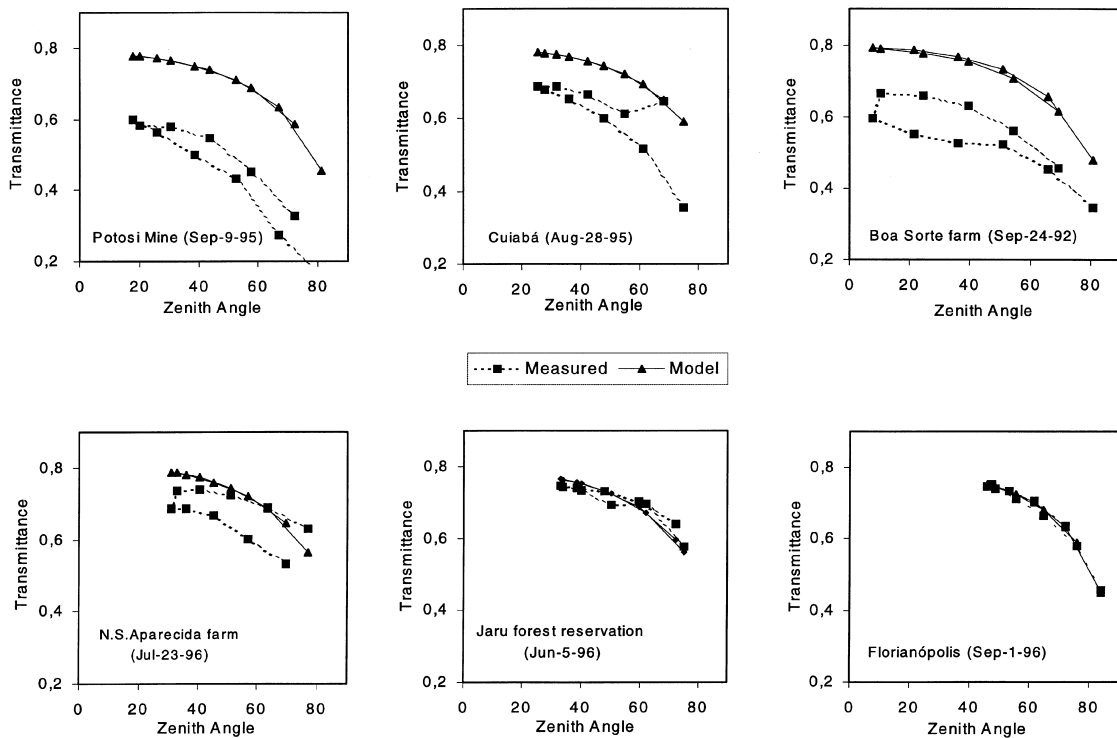 Transmittance
0,8
0,6
0,4
0,2
0 20 40 60 80
Zenith Angle
Potosi Mine (Sep-9-95)
Transmittance
0,8
0,6
0,4
0,2
0 20 40 60 80
Zenith Angle
Cuiabá (Aug-28-95)
Transmittance
0,8
0,6
0,4
0,2
0 20 40 60 80
Zenith Angle
Boa Sorte farm (Sep-24-92)
Measured Model
Transmittance
0,8
0,6
0,4
0,2
0 20 40 60 80
Zenith Angle
N.S.Aparecida farm
(Jul-23-96)
Transmittance
0,8
0,6
0,4
0,2
0 20 40 60 80
Zenith Angle
Jaru forest reservation
(Jun-5-96)
Transmittance
0,8
0,6
0,4
0,2
0 20 40 60 80
Zenith Angle
Florianópolis (Sep-1-96)